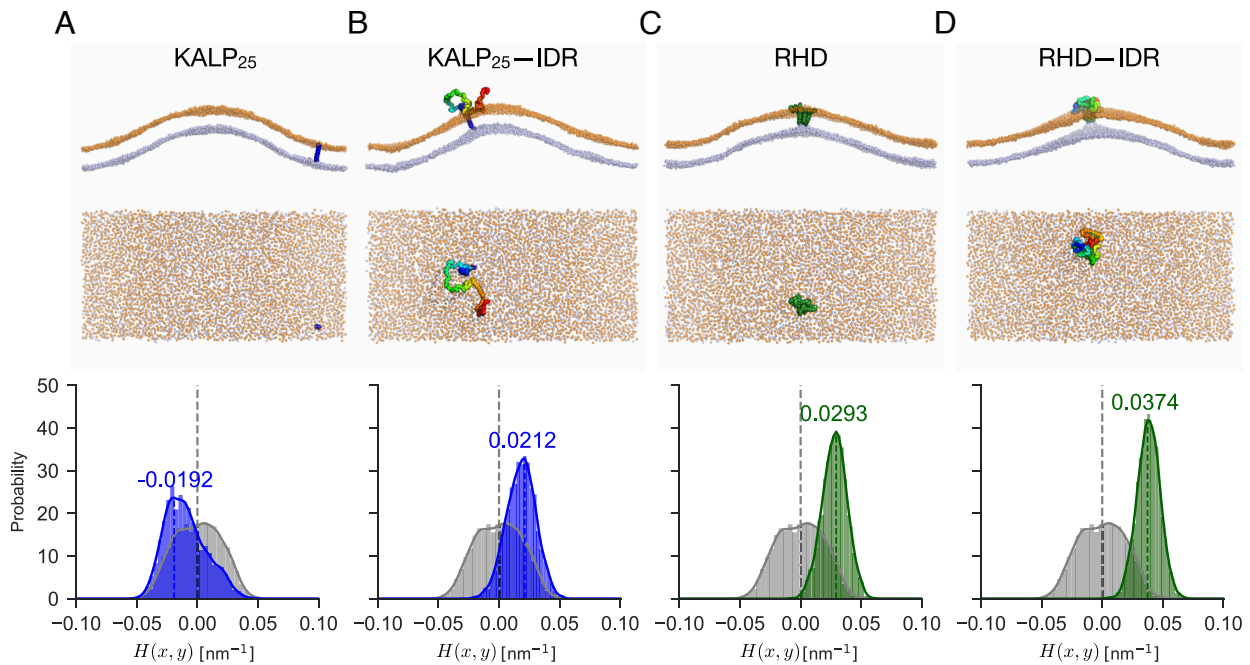 A B C D
KALP₂₅ KALP₂₅—IDR RHD RHD—IDR
50
40
30
20
10
0
Probability
-0.0192
0.0212
0.0293
0.0374
−0.10 −0.05 0.00 0.05 0.10
−0.10 −0.05 0.00 0.05 0.10
−0.10 −0.05 0.00 0.05 0.10
−0.10 −0.05 0.00 0.05 0.10
H(x, y) [nm⁻¹]
H(x, y) [nm⁻¹]
H(x, y) [nm⁻¹]
H(x, y) [nm⁻¹]